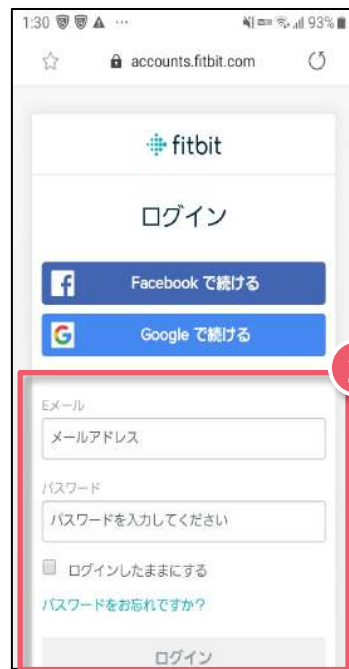 1:30 … 93%
accounts.fitbit.com
fitbit
ログイン
Facebook で続ける
Google で続ける
Eメール
メールアドレス
パスワード
パスワードを入力してください
ログインしたままにする
パスワードをお忘れですか?
ログイン